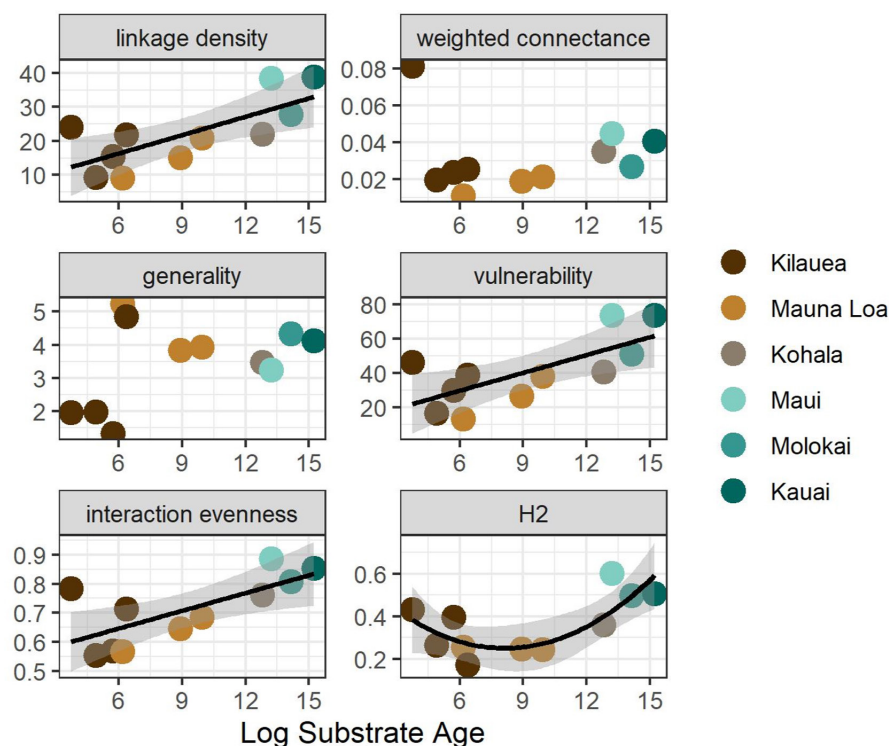 linkage density
weighted connectance
40
30
20
10
6 9 12 15
0.08
0.06
0.04
0.02
6 9 12 15
generality
vulnerability
5
4
3
2
6 9 12 15
80
60
40
20
6 9 12 15
interaction evenness
H2
0.9
0.8
0.7
0.6
0.5
6 9 12 15
0.6
0.4
0.2
6 9 12 15
Log Substrate Age
Kilauea
Mauna Loa
Kohala
Maui
Molokai
Kauai